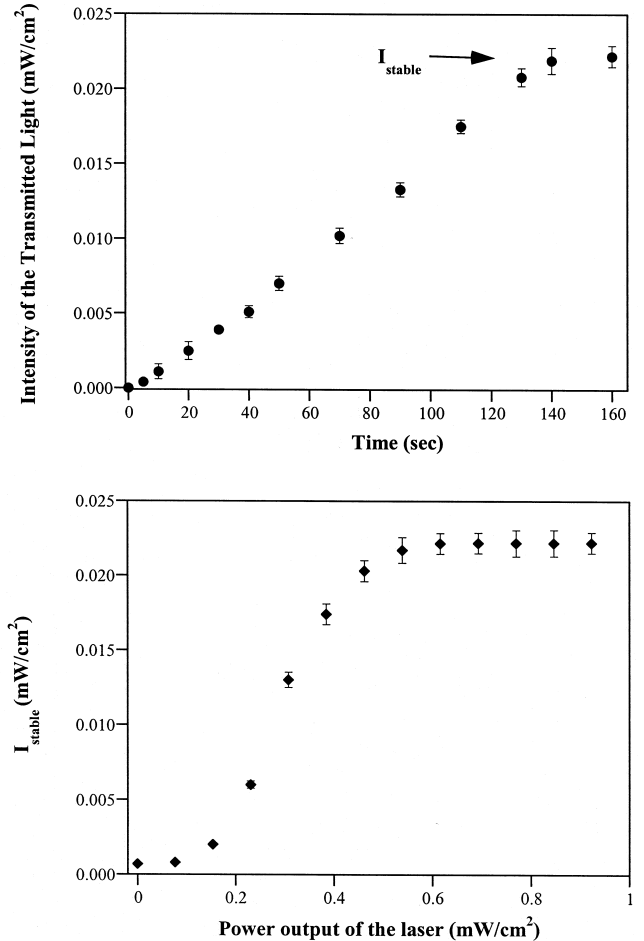 0.025
0.020
0.015
0.010
0.005
0.000
Intensity of the Transmitted Light (mW/cm²)
I stable
0 20 40 60 80 100 120 140 160
Time (sec)
0.025
0.020
0.015
0.010
0.005
0.000
I stable (mW/cm²)
0 0.2 0.4 0.6 0.8 1
Power output of the laser (mW/cm²)